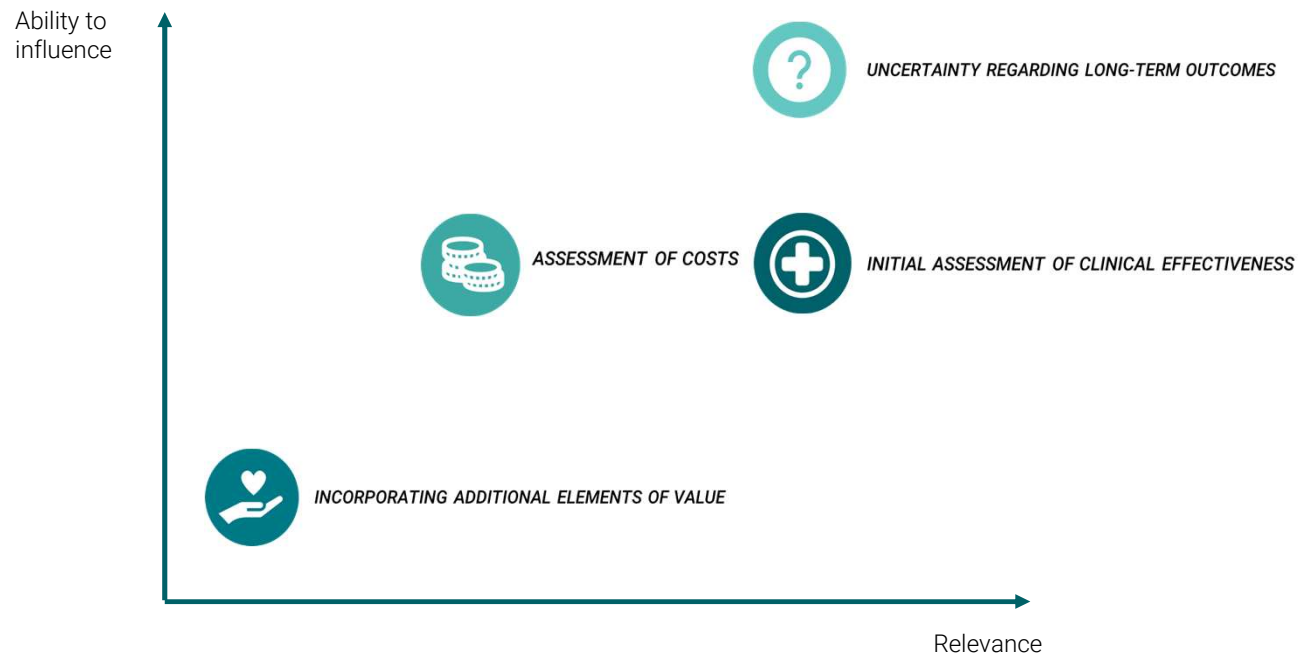 Ability to
influence
?
UNCERTAINTY REGARDING LONG-TERM OUTCOMES
ASSESSMENT OF COSTS
INITIAL ASSESSMENT OF CLINICAL EFFECTIVENESS
INCORPORATING ADDITIONAL ELEMENTS OF VALUE
Relevance